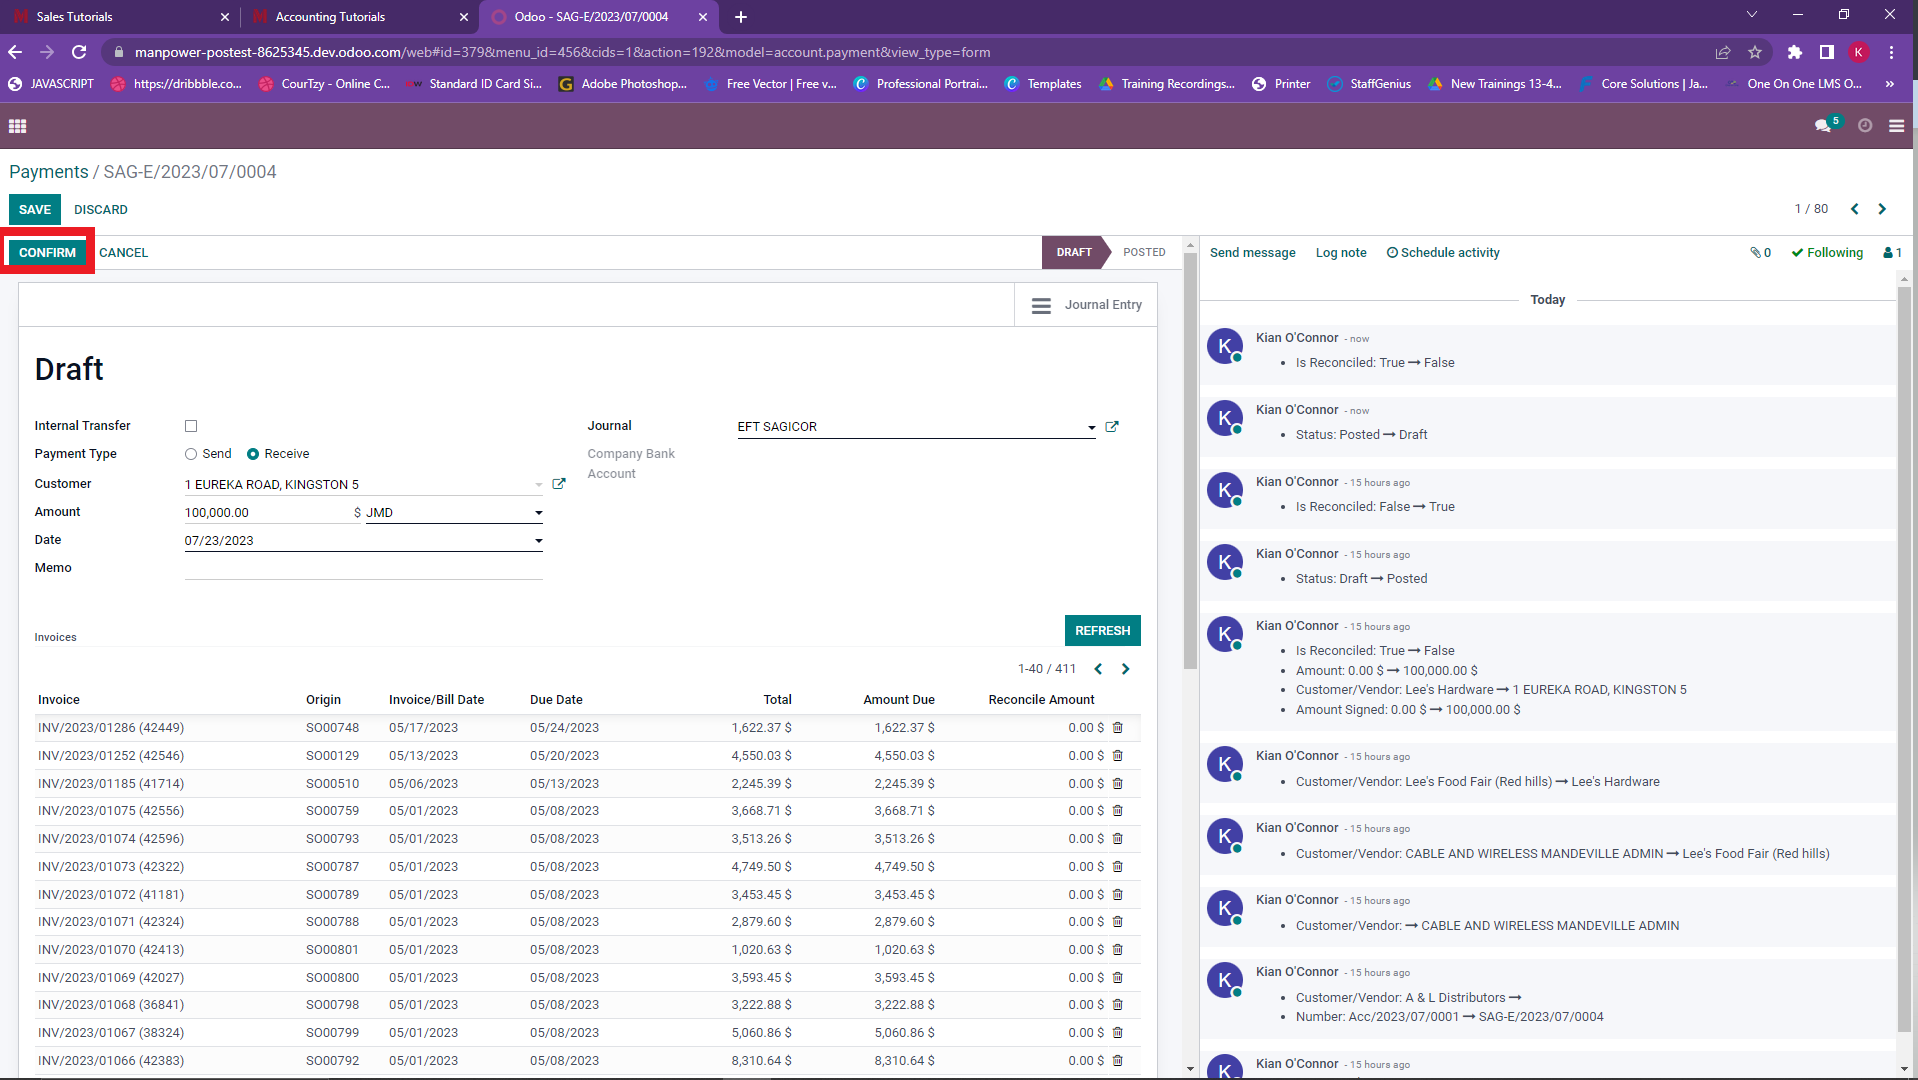 Sales Tutorials
Accounting Tutorials
Odoo - SAG-E/2023/07/0004
manpower-postest-8625345.dev.odoo.com/web#id=379&menu_id=456&cids=1&action=192&model=account.payment&view_type=form
K
JAVASCRIPT
https://dribbble.co...
CourTzy - Online C...
Standard ID Card Si...
Adobe Photoshop...
Free Vector | Free v...
Professional Portrai...
Templates
Training Recordings...
Printer
StaffGenius
New Trainings 13-4...
Core Solutions | Ja...
One On One LMS O...
»
5
Payments / SAG-E/2023/07/0004
SAVE DISCARD
1 / 80
CONFIRM CANCEL
DRAFT POSTED
Send message Log note Schedule activity
0 Following 1
Journal Entry
Draft
Internal Transfer
Payment Type Send Receive
Customer 1 EUREKA ROAD, KINGSTON 5
Amount 100,000.00 $ JMD
Date 07/23/2023
Memo
Journal EFT SAGICOR
Company Bank
Account
REFRESH
Invoices
1-40 / 411
Invoice Origin Invoice/Bill Date Due Date Total Amount Due Reconcile Amount
INV/2023/01286 (42449) SO00748 05/17/2023 05/24/2023 1,622.37 $ 1,622.37 $ 0.00 $
INV/2023/01252 (42546) SO00129 05/13/2023 05/20/2023 4,550.03 $ 4,550.03 $ 0.00 $
INV/2023/01185 (41714) SO00510 05/06/2023 05/13/2023 2,245.39 $ 2,245.39 $ 0.00 $
INV/2023/01075 (42556) SO00759 05/01/2023 05/08/2023 3,668.71 $ 3,668.71 $ 0.00 $
INV/2023/01074 (42596) SO00793 05/01/2023 05/08/2023 3,513.26 $ 3,513.26 $ 0.00 $
INV/2023/01073 (42322) SO00787 05/01/2023 05/08/2023 4,749.50 $ 4,749.50 $ 0.00 $
INV/2023/01072 (41181) SO00789 05/01/2023 05/08/2023 3,453.45 $ 3,453.45 $ 0.00 $
INV/2023/01071 (42324) SO00788 05/01/2023 05/08/2023 2,879.60 $ 2,879.60 $ 0.00 $
INV/2023/01070 (42413) SO00801 05/01/2023 05/08/2023 1,020.63 $ 1,020.63 $ 0.00 $
INV/2023/01069 (42027) SO00800 05/01/2023 05/08/2023 3,593.45 $ 3,593.45 $ 0.00 $
INV/2023/01068 (36841) SO00798 05/01/2023 05/08/2023 3,222.88 $ 3,222.88 $ 0.00 $
INV/2023/01067 (38324) SO00799 05/01/2023 05/08/2023 5,060.86 $ 5,060.86 $ 0.00 $
INV/2023/01066 (42383) SO00792 05/01/2023 05/08/2023 8,310.64 $ 8,310.64 $ 0.00 $
Today
K
Kian O'Connor - now
• Is Reconciled: True → False
K
Kian O'Connor - now
• Status: Posted → Draft
K
Kian O'Connor - 15 hours ago
• Is Reconciled: False → True
K
Kian O'Connor - 15 hours ago
• Status: Draft → Posted
K
Kian O'Connor - 15 hours ago
• Is Reconciled: True → False
• Amount: 0.00 $ → 100,000.00 $
• Customer/Vendor: Lee's Hardware → 1 EUREKA ROAD, KINGSTON 5
• Amount Signed: 0.00 $ → 100,000.00 $
K
Kian O'Connor - 15 hours ago
• Customer/Vendor: Lee's Food Fair (Red hills) → Lee's Hardware
K
Kian O'Connor - 15 hours ago
• Customer/Vendor: CABLE AND WIRELESS MANDEVILLE ADMIN → Lee's Food Fair (Red hills)
K
Kian O'Connor - 15 hours ago
• Customer/Vendor: → CABLE AND WIRELESS MANDEVILLE ADMIN
K
Kian O'Connor - 15 hours ago
• Customer/Vendor: A & L Distributors →
• Number: Acc/2023/07/0001 → SAG-E/2023/07/0004
K
Kian O'Connor - 15 hours ago